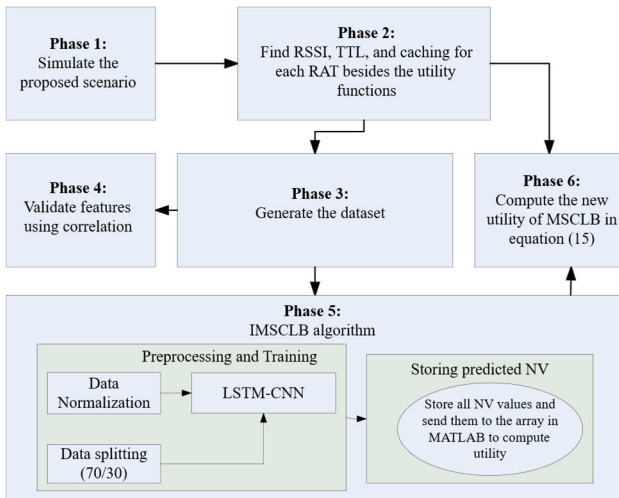 Phase 1:
Simulate the
proposed scenario
Phase 2:
Find RSSI, TTL, and caching for
each RAT besides the utility
functions
Phase 4:
Validate features
using correlation
Phase 3:
Generate the dataset
Phase 6:
Compute the new
utility of MSCLB in
equation (15)
Phase 5:
IMSCLB algorithm
Preprocessing and Training
Data
Normalization
LSTM-CNN
Data splitting
(70/30)
Storing predicted NV
Store all NV values and
send them to the array in
MATLAB to compute
utility